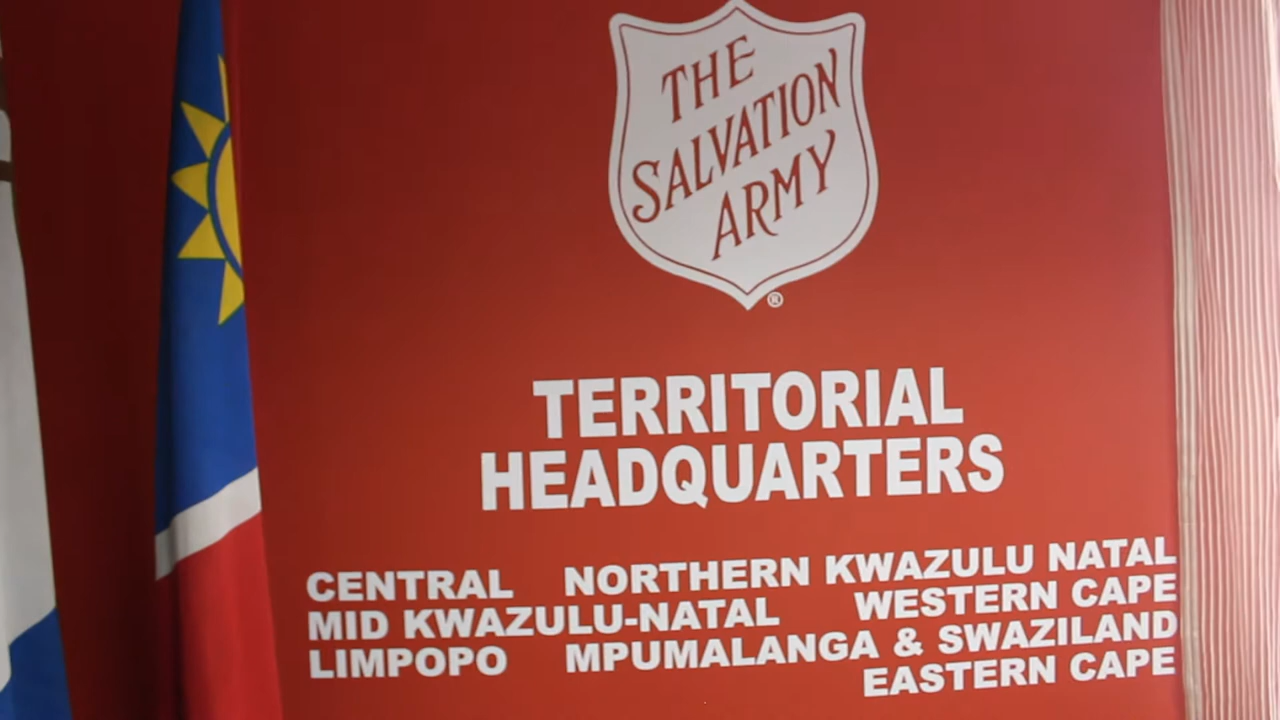 THE
SALVATION
ARMY
®
TERRITORIAL
HEADQUARTERS
CENTRAL NORTHERN KWAZULU NATAL
MID KWAZULU-NATAL WESTERN CAPE
LIMPOPO MPUMALANGA & SWAZILAND
EASTERN CAPE